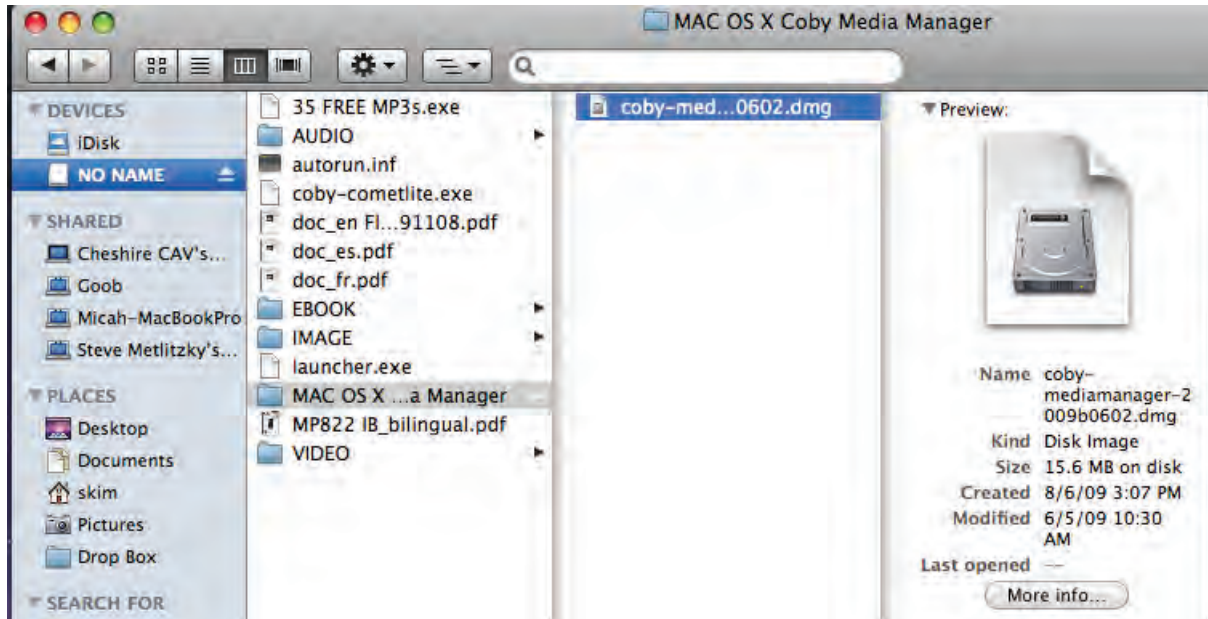 MAC OS X Coby Media Manager
DEVICES
iDisk
NO NAME
SHARED
Cheshire CAV's...
Goob
Micah-MacBookPro
Steve Metlitzky's...
PLACES
Desktop
Documents
skim
Pictures
Drop Box
SEARCH FOR
35 FREE MP3s.exe
AUDIO
autorun.inf
coby-cometlite.exe
doc_en Fl...91108.pdf
doc_es.pdf
doc_fr.pdf
EBOOK
IMAGE
launcher.exe
MAC OS X ...a Manager
MP822 IB_bilingual.pdf
VIDEO
coby-med...0602.dmg
Preview:
Name coby-
mediamanager-2
009b0602.dmg
Kind Disk Image
Size 15.6 MB on disk
Created 8/6/09 3:07 PM
Modified 6/5/09 10:30
AM
Last opened --
More info...